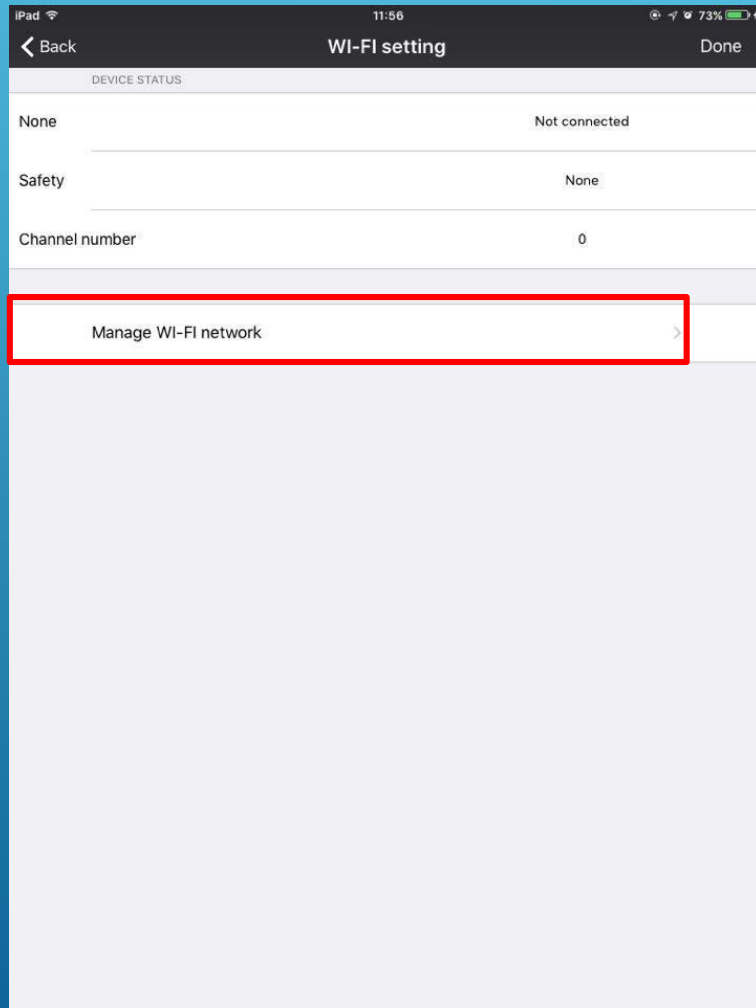 iPad 11:56 73%
Back WI-FI setting Done
DEVICE STATUS
None Not connected
Safety None
Channel number 0
Manage WI-FI network